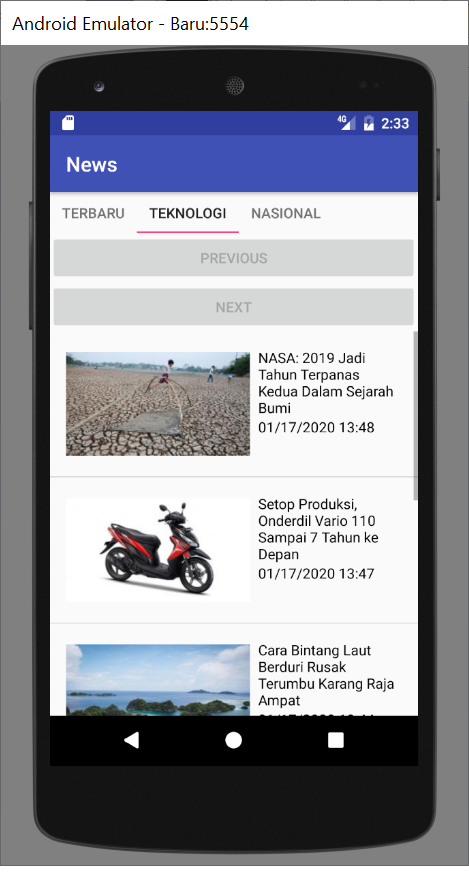 Android Emulator - Baru:5554
4G 2:33
News
TERBARU TEKNOLOGI NASIONAL
PREVIOUS
NEXT
NASA: 2019 Jadi
Tahun Terpanas
Kedua Dalam Sejarah
Bumi
01/17/2020 13:48
Setop Produksi,
Onderdil Vario 110
Sampai 7 Tahun ke
Depan
01/17/2020 13:47
Cara Bintang Laut
Berduri Rusak
Terumbu Karang Raja
Ampat